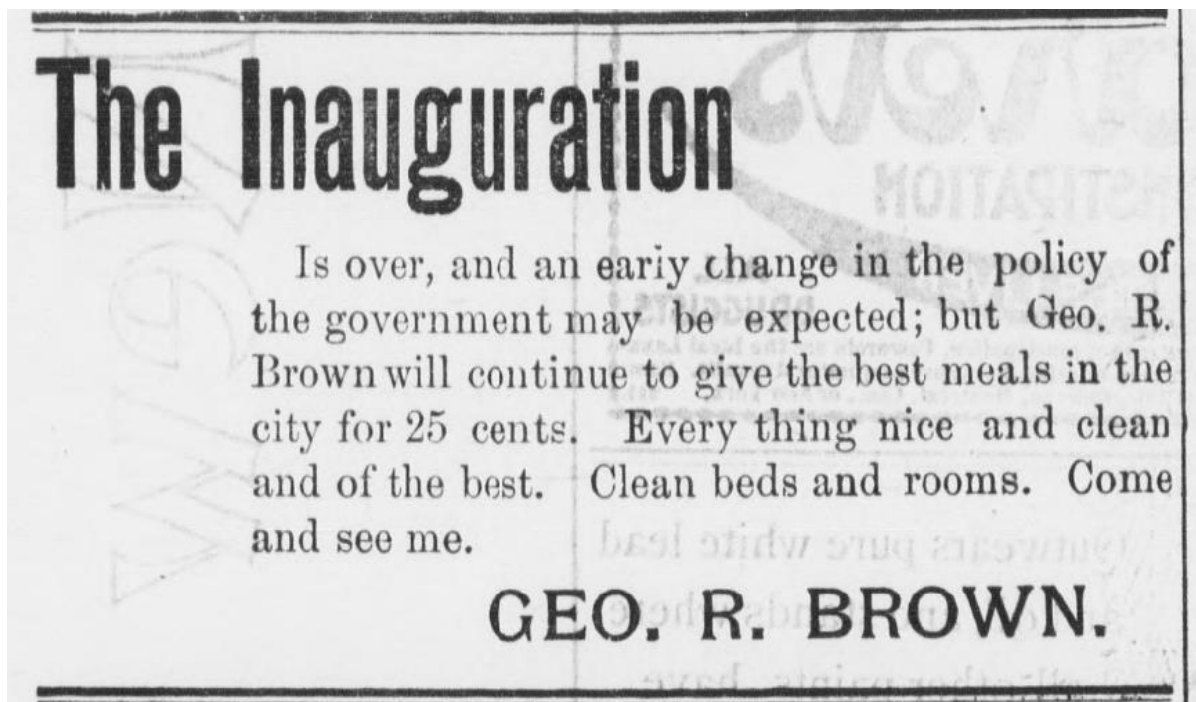 The Inauguration
Is over, and an early change in the policy of
the government may be expected; but Geo. R.
Brown will continue to give the best meals in the
city for 25 cents. Every thing nice and clean
and of the best. Clean beds and rooms. Come
and see me.
GEO. R. BROWN.